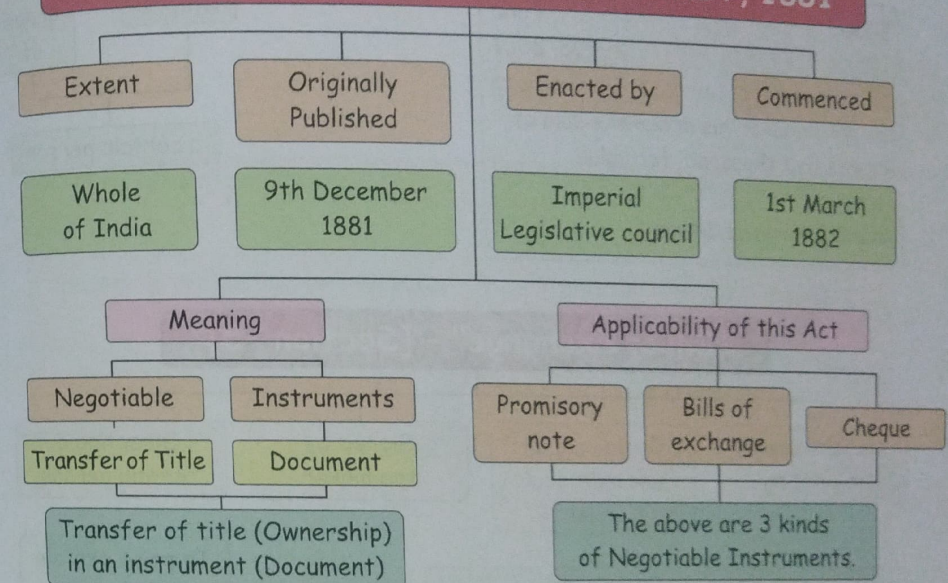 Extent
Originally
Published
Enacted by
Commenced
Whole
of India
9th December
1881
Imperial
Legislative council
1st March
1882
Meaning
Applicability of this Act
Negotiable
Instruments
Promisory
note
Bills of
exchange
Cheque
Transfer of Title
Document
Transfer of title (Ownership)
in an instrument (Document)
The above are 3 kinds
of Negotiable Instruments.